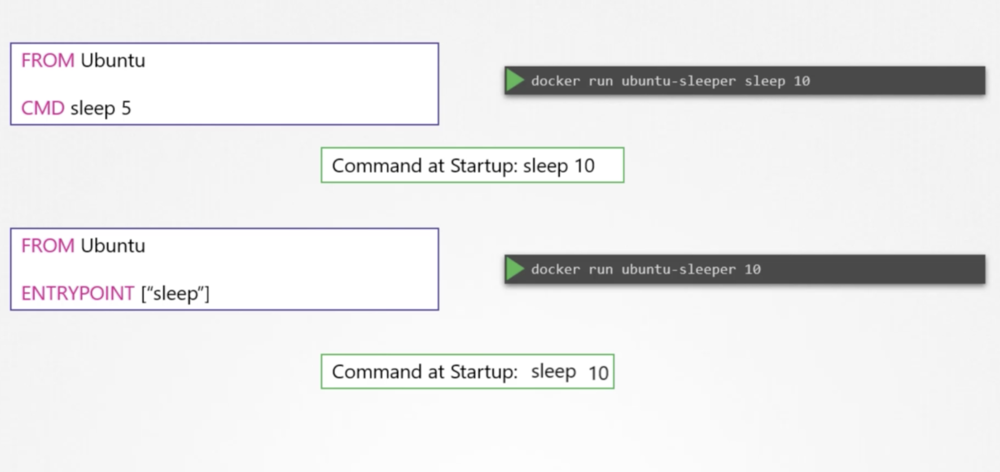 FROM Ubuntu
CMD sleep 5
docker run ubuntu-sleeper sleep 10
Command at Startup: sleep 10
FROM Ubuntu
ENTRYPOINT [“sleep”]
docker run ubuntu-sleeper 10
Command at Startup: sleep 10